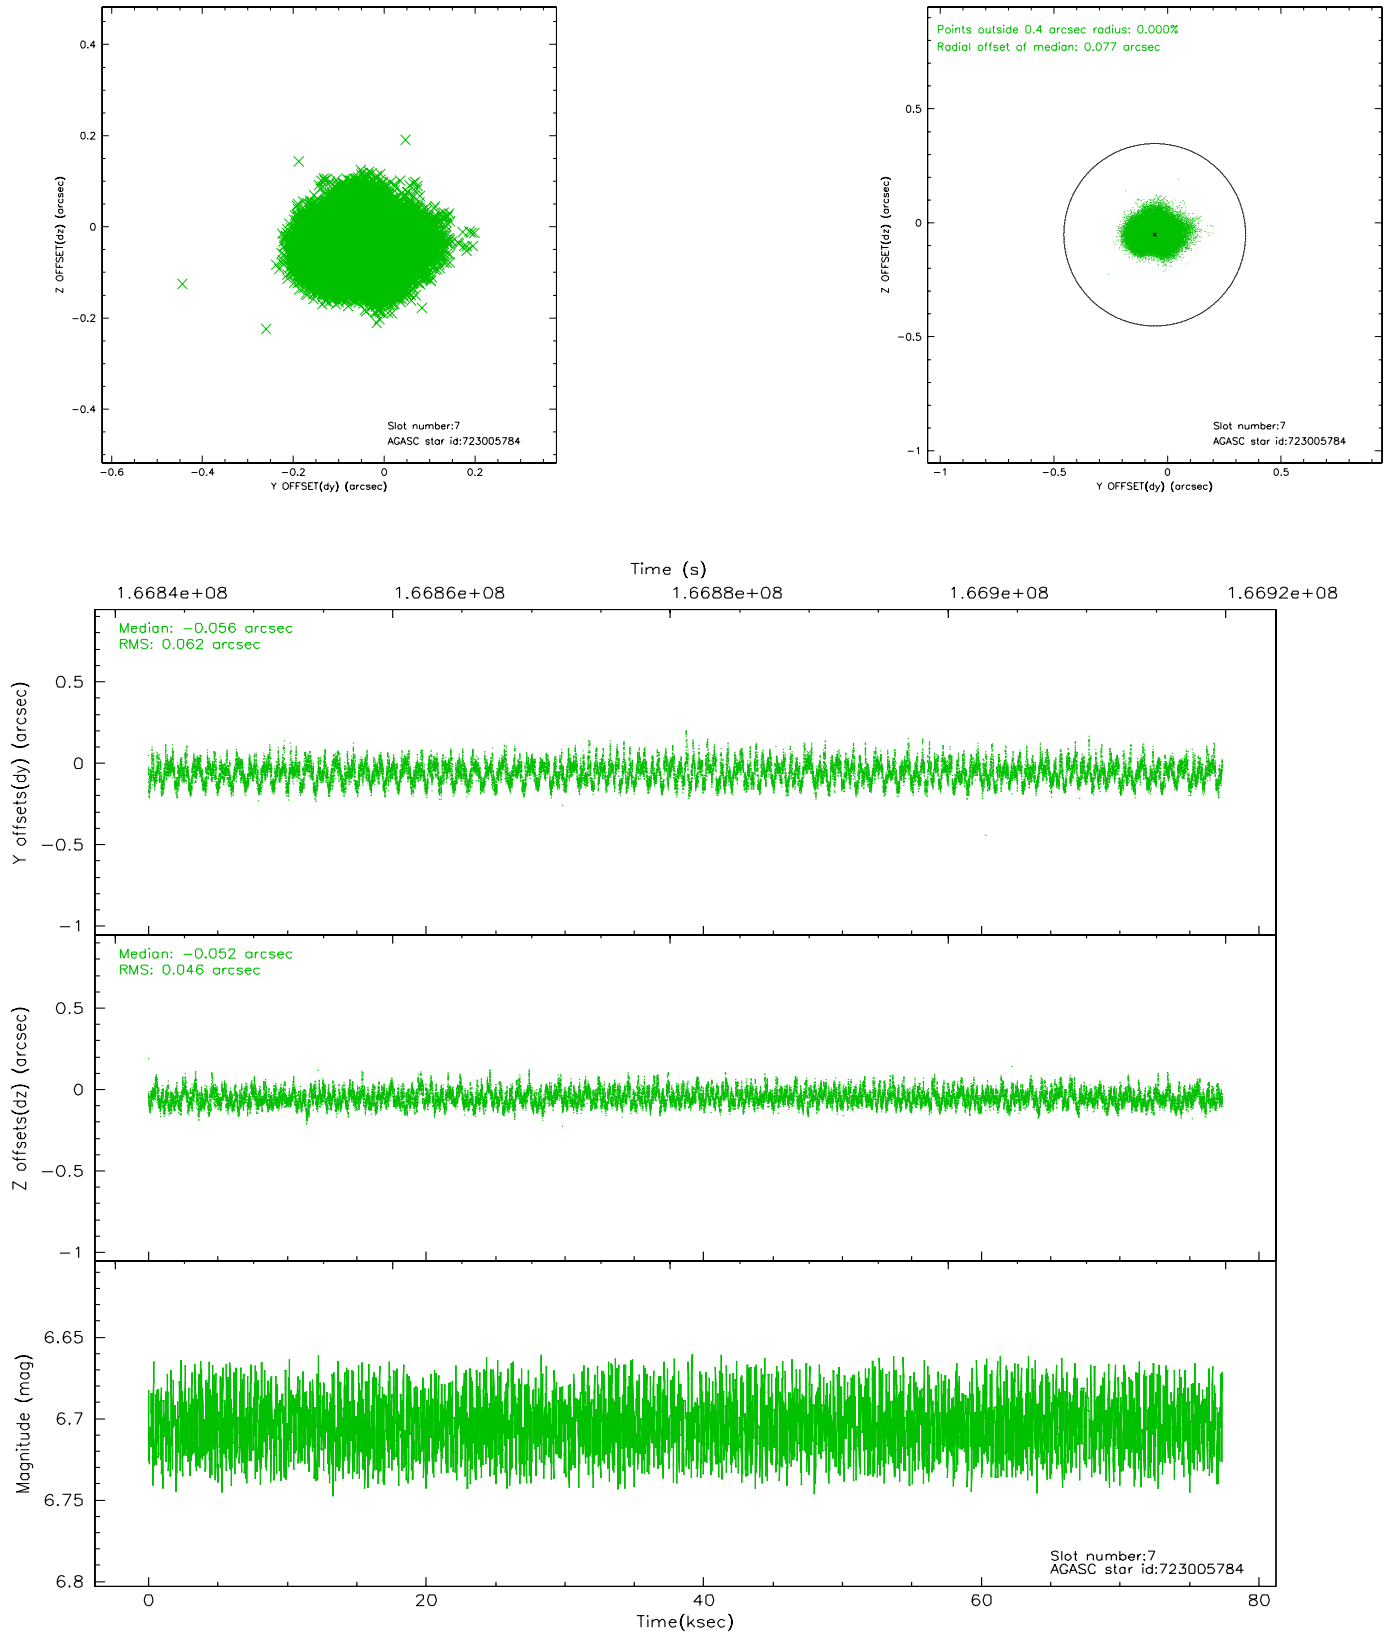 0.4
0.2
0
-0.2
-0.4
Z OFFSET(dz) (arcsec)
Slot number:7
AGASC star id:723005784
-0.6 -0.4 -0.2 0 0.2
Y OFFSET(dy) (arcsec)
Points outside 0.4 arcsec radius: 0.000%
Radial offset of median: 0.077 arcsec
0.5
0
-0.5
-1
Z OFFSET(dz) (arcsec)
Slot number:7
AGASC star id:723005784
-1 -0.5 0 0.5
Y OFFSET(dy) (arcsec)
Time (s)
1.6684e+08 1.6686e+08 1.6688e+08 1.669e+08 1.6692e+08
Median: -0.056 arcsec
RMS: 0.062 arcsec
0.5
0
-0.5
-1
Y offsets(dy) (arcsec)
Median: -0.052 arcsec
RMS: 0.046 arcsec
0.5
0
-0.5
-1
Z offsets(dz) (arcsec)
6.65
6.7
6.75
6.8
Magnitude (mag)
Slot number:7
AGASC star id:723005784
0 20 40 60 80
Time(ksec)